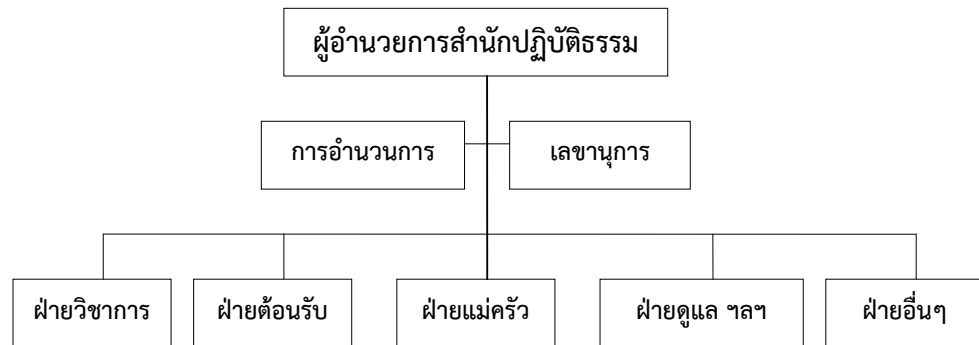 ผู้อำนวยการสำนักปฏิบัติธรรม
การอำนวนการ
เลขานุการ
ฝ่ายวิชาการ
ฝ่ายต้อนรับ
ฝ่ายแม่ครัว
ฝ่ายดูแล ฯลฯ
ฝ่ายอื่นๆ